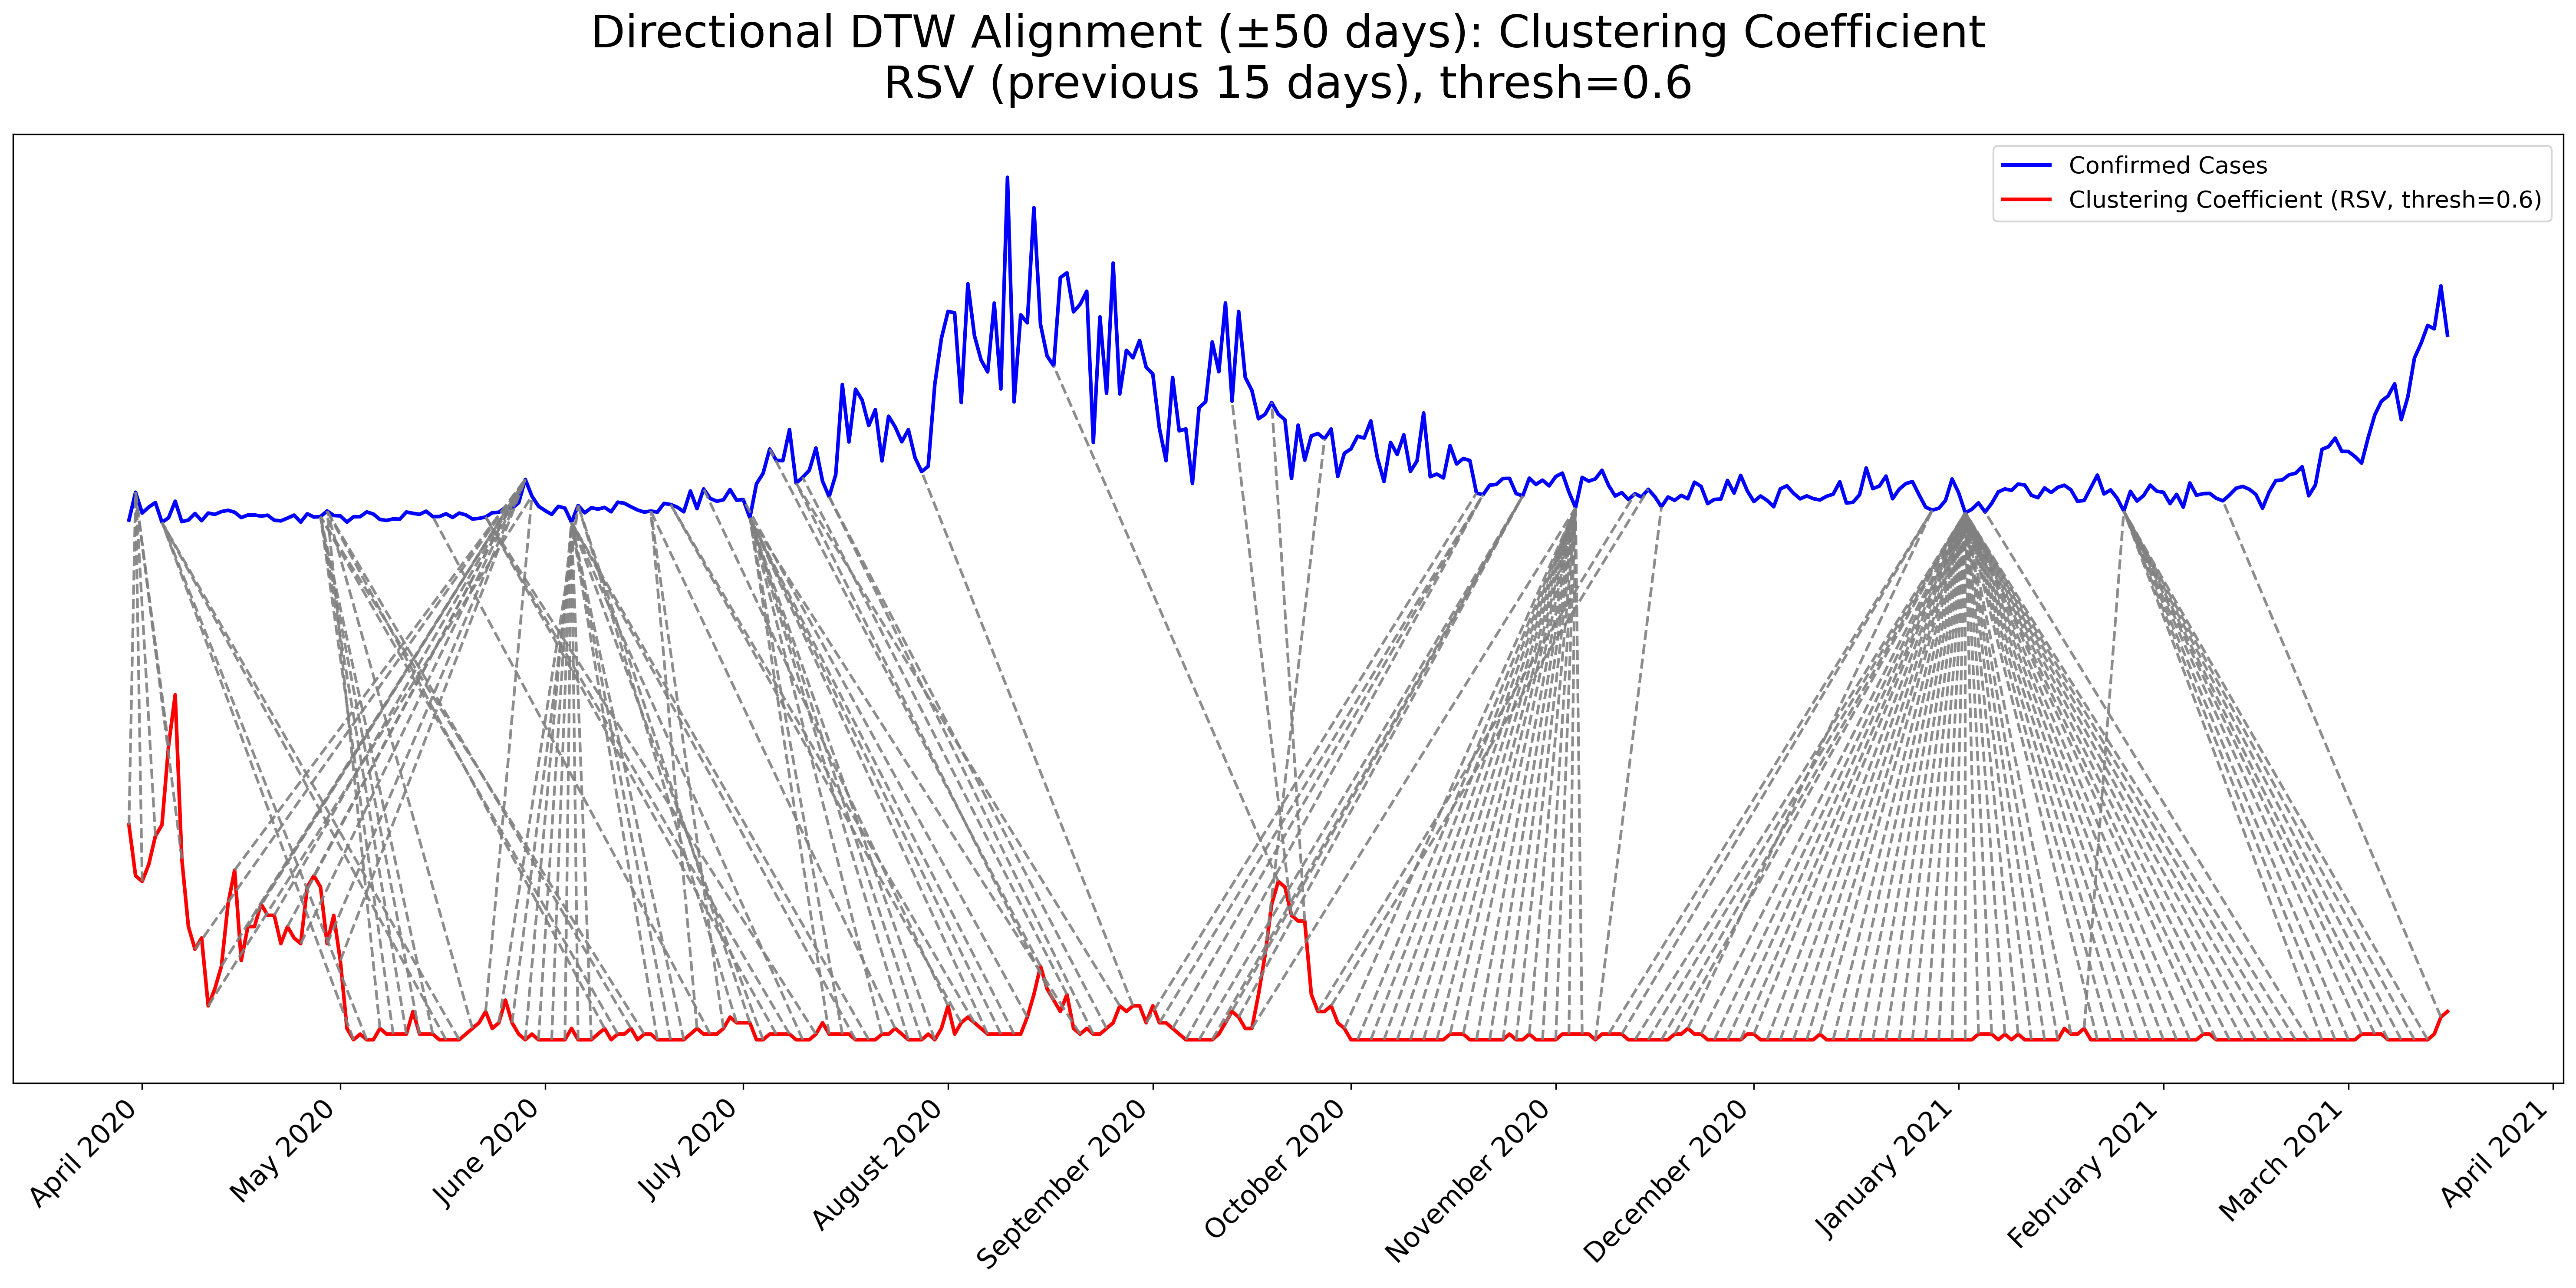 Directional DTW Alignment (±50 days): Clustering Coefficient
RSV (previous 15 days), thresh=0.6
Confirmed Cases
Clustering Coefficient (RSV, thresh=0.6)
April 2020
May 2020
June 2020
July 2020
August 2020
September 2020
October 2020
November 2020
December 2020
January 2021
February 2021
March 2021
April 2021